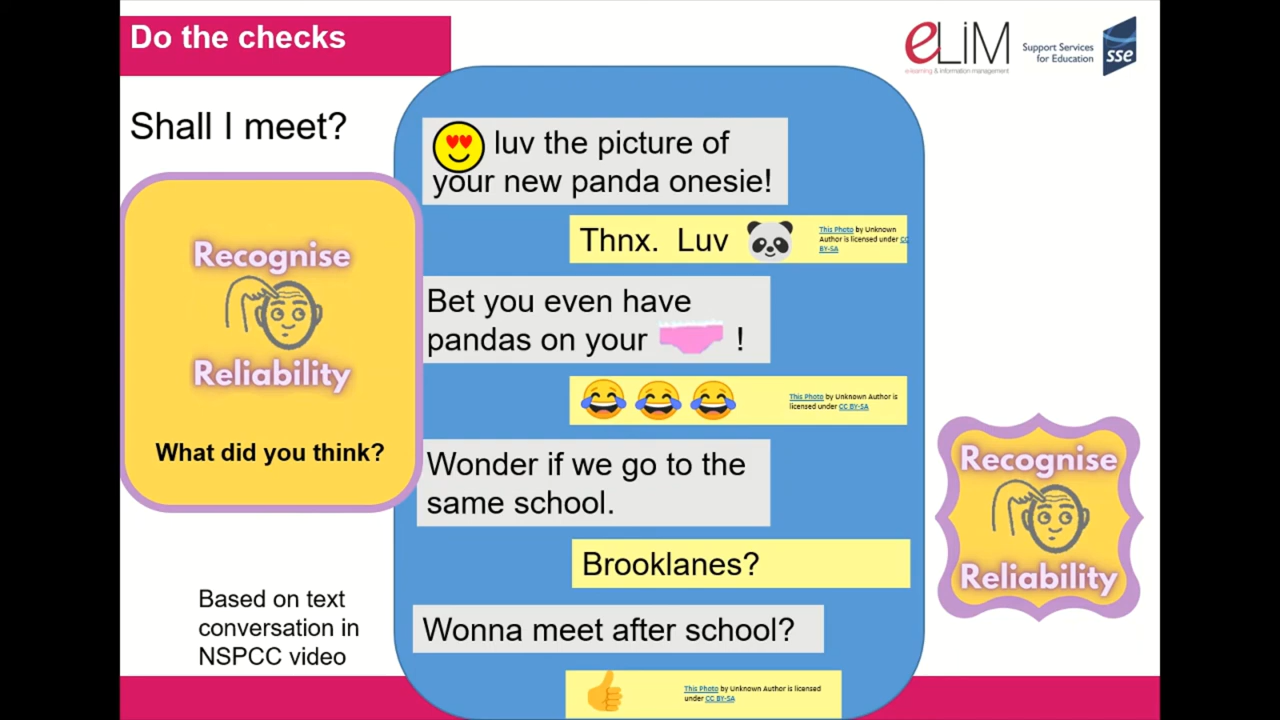 Do the checks
eLiM
e-learning & information management
Support Services
for Education
sse
Shall I meet?
luv the picture of
your new panda onesie!
Thnx. Luv
This Photo by Unknown
Author is licensed under CC
BY-SA
Recognise
Reliability
What did you think?
Bet you even have
pandas on your !
This Photo by Unknown Author is
licensed under CC BY-SA
Wonder if we go to the
same school.
Brooklanes?
Recognise
Reliability
Based on text
conversation in
NSPCC video
Wonna meet after school?
This Photo by Unknown Author is licensed
under CC BY-SA